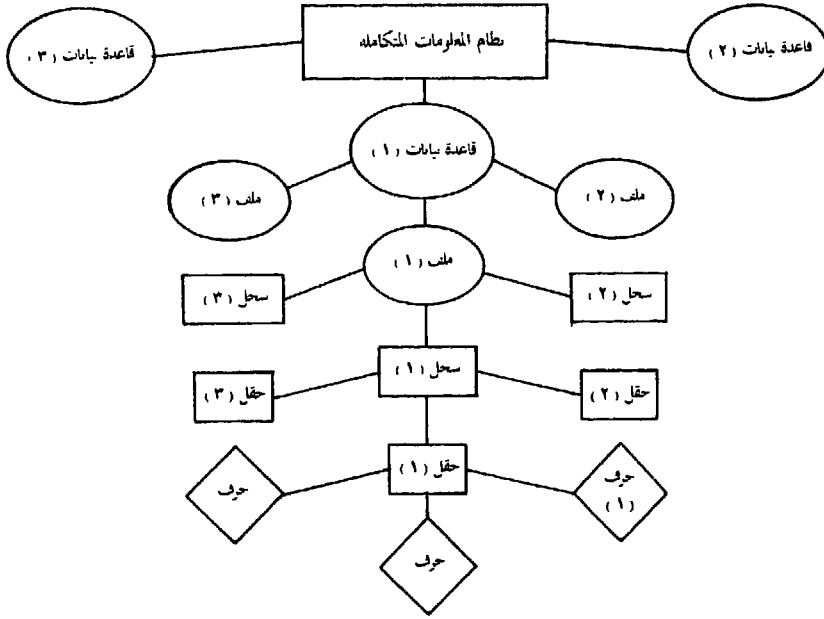 نظام المعلومات المتكامله
قاعدة بيانات (٢)
قاعدة بيانات (٣)
قاعدة بيانات (١)
ملف (٢)
ملف (٣)
ملف (١)
سجل (٢)
سجل (٣)
سجل (١)
حقل (٢)
حقل (٣)
حقل (١)
حرف
(١)
حرف
حرف